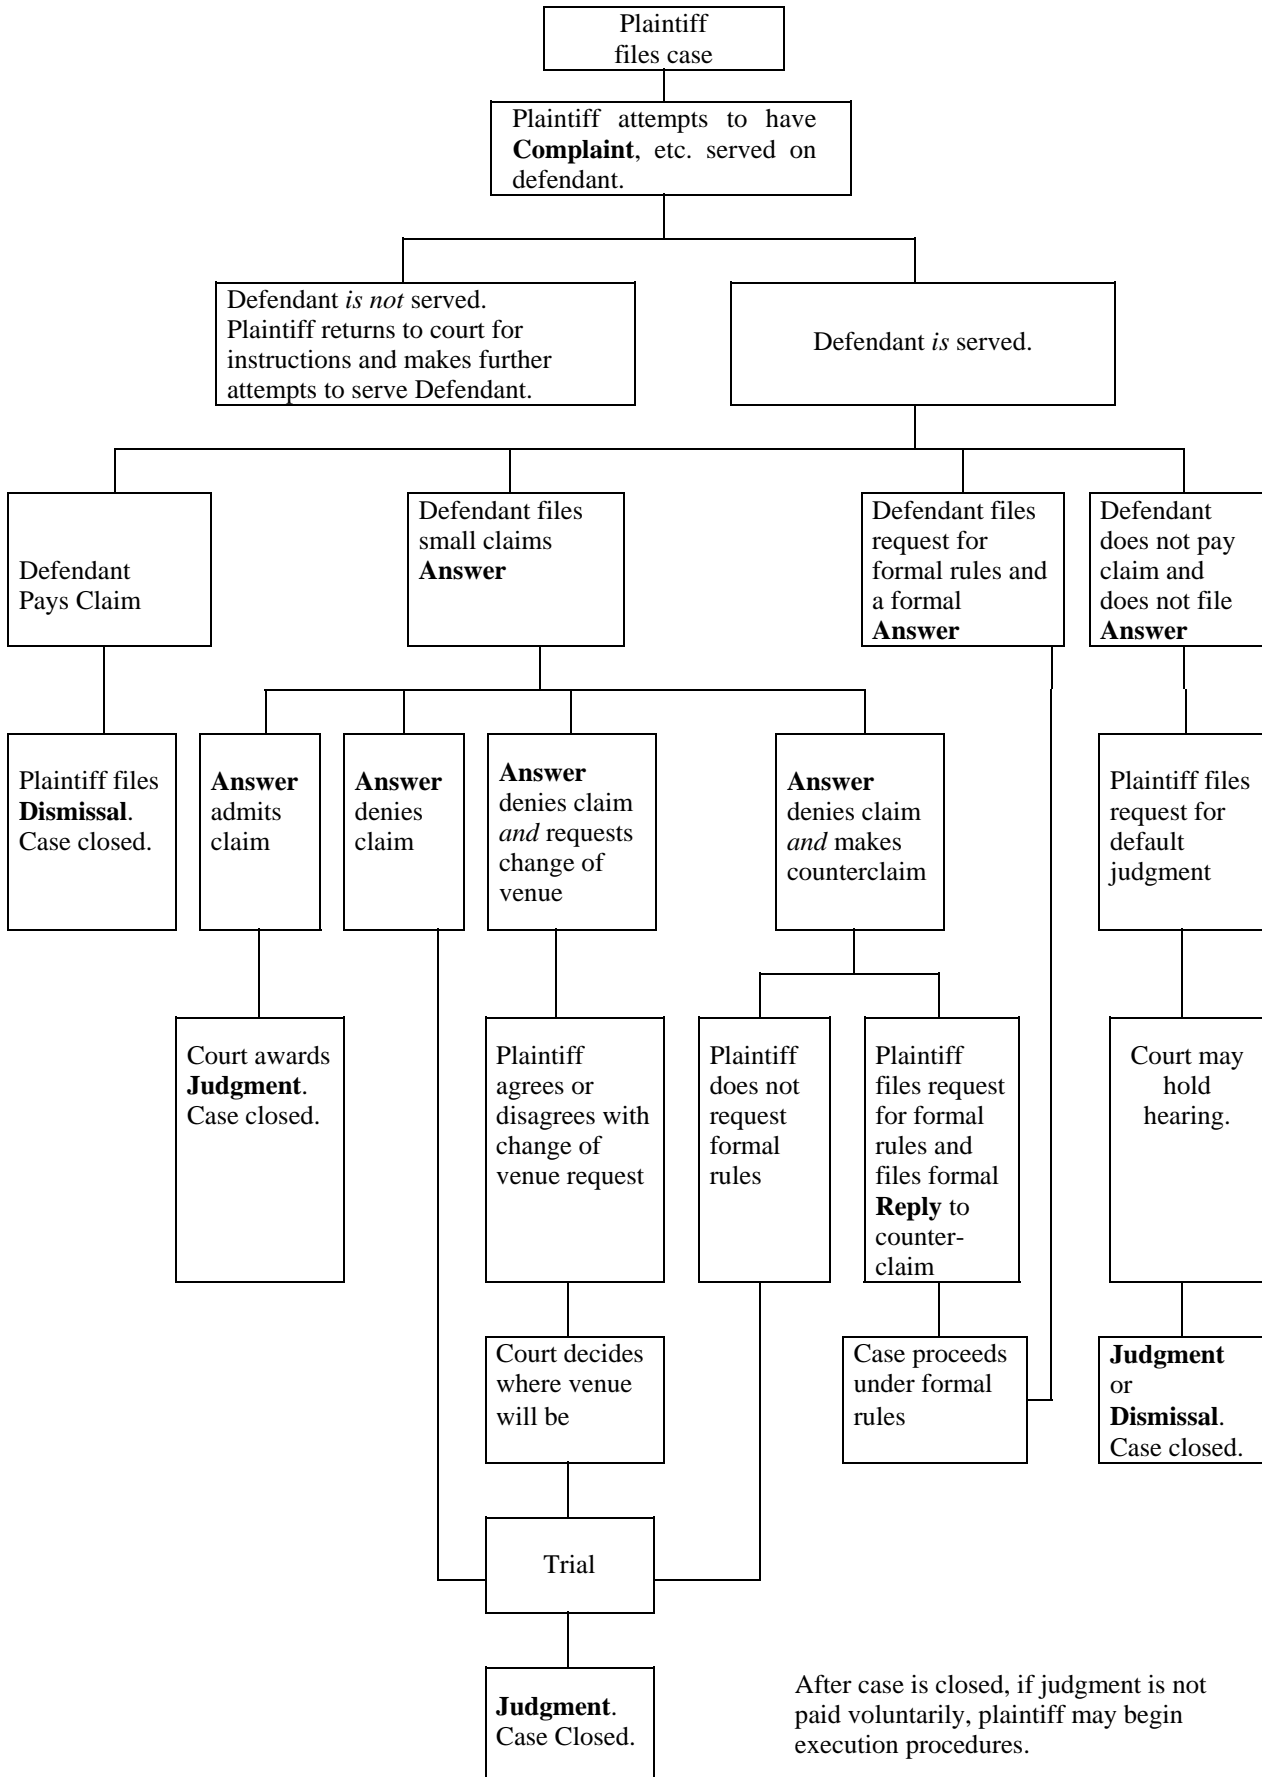 Plaintiff
files case
Plaintiff attempts to have
Complaint, etc. served on
defendant.
Defendant is not served.
Plaintiff returns to court for
instructions and makes further
attempts to serve Defendant.
Defendant is served.
Defendant
Pays Claim
Defendant files
small claims
Answer
Defendant files
request for
formal rules and
a formal
Answer
Defendant
does not pay
claim and
does not file
Answer
Plaintiff files
Dismissal.
Case closed.
Answer
admits
claim
Answer
denies
claim
Answer
denies claim
and requests
change of
venue
Answer
denies claim
and makes
counterclaim
Plaintiff files
request for
default
judgment
Court awards
Judgment.
Case closed.
Plaintiff
agrees or
disagrees with
change of
venue request
Plaintiff
does not
request
formal
rules
Plaintiff
files request
for formal
rules and
files formal
Reply to
counter-
claim
Court may
hold
hearing.
Court decides
where venue
will be
Case proceeds
under formal
rules
Judgment
or
Dismissal.
Case closed.
Trial
Judgment.
Case Closed.
After case is closed, if judgment is not
paid voluntarily, plaintiff may begin
execution procedures.